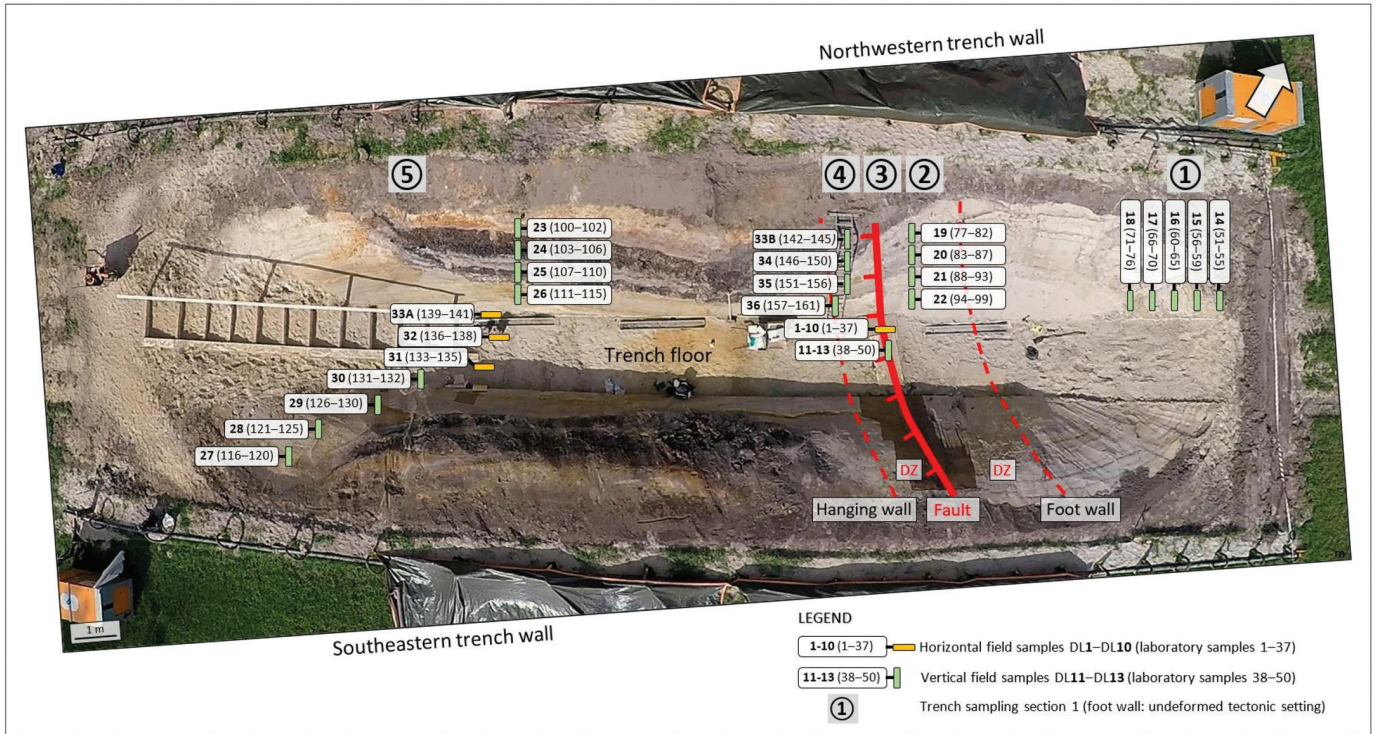 Northwestern trench wall
⑤
④
③
②
①
23 (100–102)
24 (103–106)
25 (107–110)
26 (111–115)
33B (142–145)
34 (146–150)
35 (151–156)
36 (157–161)
19 (77–82)
20 (83–87)
21 (88–93)
22 (94–99)
18 (71–76)
17 (66–70)
16 (60–65)
15 (56–59)
14 (51–55)
33A (139–141)
32 (136–138)
31 (133–135)
30 (131–132)
29 (126–130)
28 (121–125)
27 (116–120)
1-10 (1–37)
11-13 (38–50)
Trench floor
DZ
DZ
Hanging wall
Fault
Foot wall
1 m
Southeastern trench wall
LEGEND
1-10 (1–37) Horizontal field samples DL1–DL10 (laboratory samples 1–37)
11-13 (38–50) Vertical field samples DL11–DL13 (laboratory samples 38–50)
① Trench sampling section 1 (foot wall: undeformed tectonic setting)